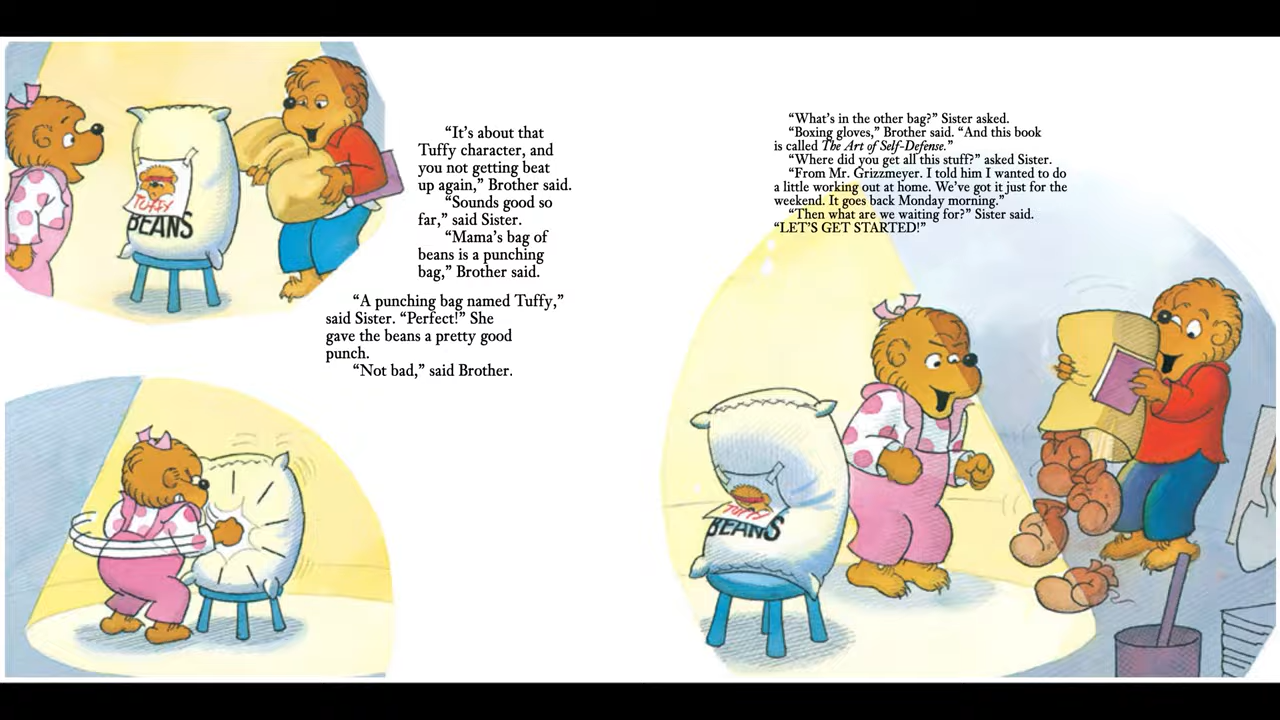 “It’s about that
Tuffy character, and
you not getting beat
up again,” Brother said.
“Sounds good so
far,” said Sister.
“Mama’s bag of
beans is a punching
bag,” Brother said.
“A punching bag named Tuffy,”
said Sister. “Perfect!” She
gave the beans a pretty good
punch.
“Not bad,” said Brother.
TUFFY
BEANS
“What’s in the other bag?” Sister asked.
“Boxing gloves,” Brother said. “And this book
is called The Art of Self-Defense.”
“Where did you get all this stuff?” asked Sister.
“From Mr. Grizzmeyer. I told him I wanted to do
a little working out at home. We’ve got it just for the
weekend. It goes back Monday morning.”
“Then what are we waiting for?” Sister said.
“LET’S GET STARTED!”
TUFFY
BEANS